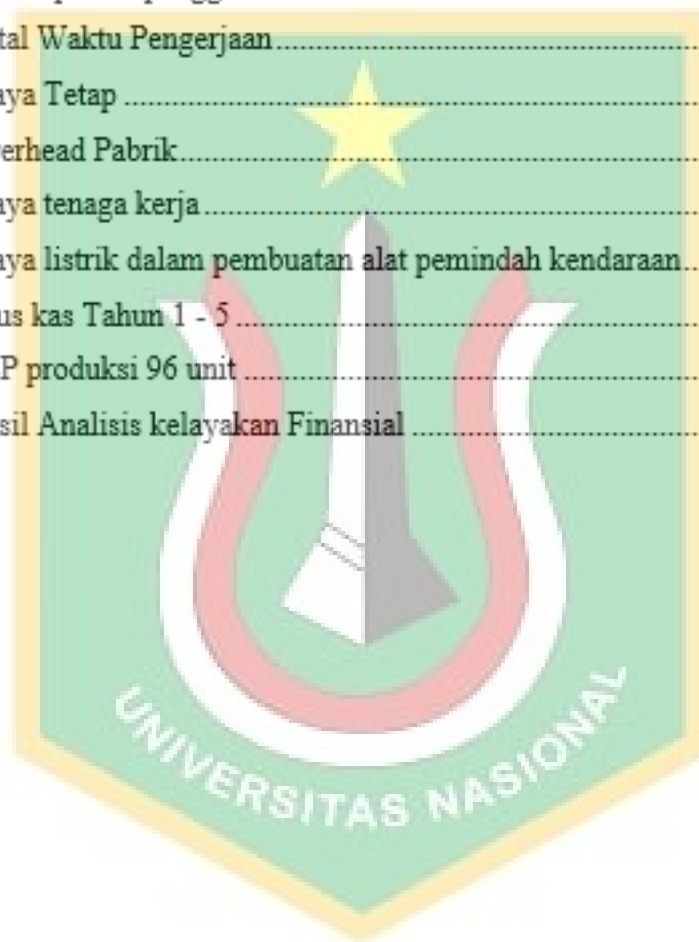 tal Waktu Pengerjaan
aya Tetap
erhead Pabrik
aya tenaga kerja
aya listrik dalam pembuatan alat pemindah kendaraan
us kas Tahun 1 - 5
P produksi 96 unit
sil Analisis kelayakan Finansial
UNIVERSITAS NASIONAL